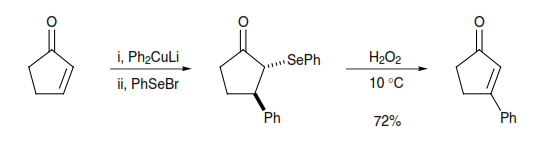 O
i, Ph₂CuLi
ii, PhSeBr
O
SePh
Ph
H₂O₂
10 °C
72%
O
Ph